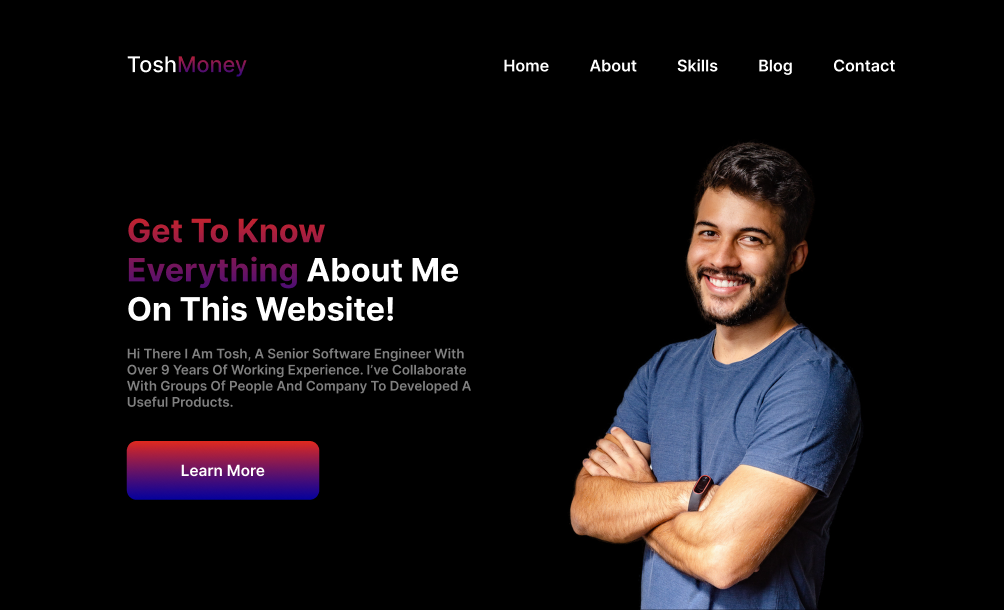 ToshMoney
Home About Skills Blog Contact
Get To Know
Everything About Me
On This Website!
Hi There I Am Tosh, A Senior Software Engineer With
Over 9 Years Of Working Experience. I've Collaborate
With Groups Of People And Company To Developed A
Useful Products.
Learn More